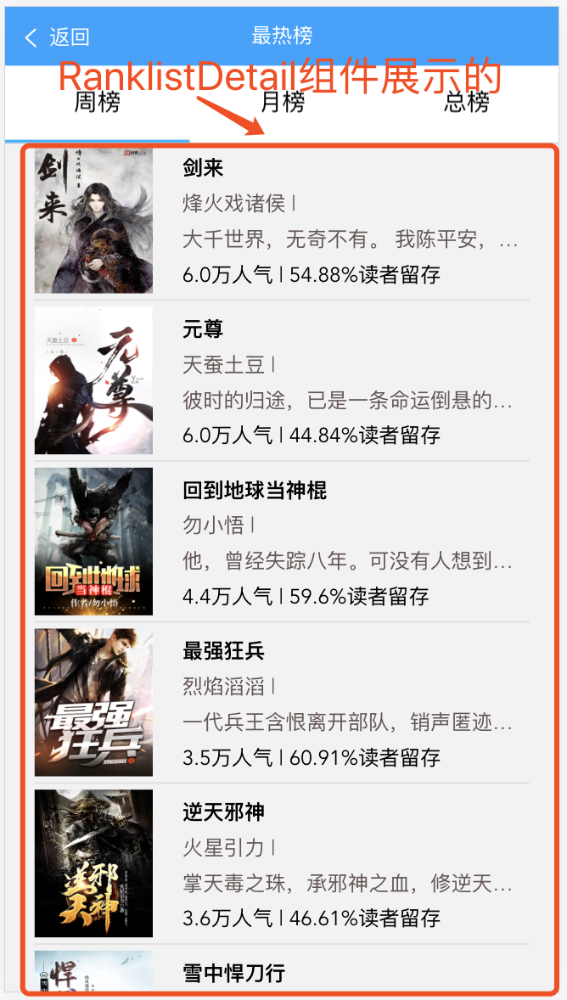 返回
最热榜
RanklistDetail组件展示的
周榜
月榜
总榜
剑来
剑来
烽火戏诸侯 |
大千世界，无奇不有。 我陈平安，...
6.0万人气 | 54.88%读者留存
天蚕土豆
元尊
元尊
天蚕土豆 |
彼时的归途，已是一条命运倒悬的...
6.0万人气 | 44.84%读者留存
回到地球
当神棍
作者/勿小悟
回到地球当神棍
勿小悟 |
他，曾经失踪八年。可没有人想到...
4.4万人气 | 59.6%读者留存
最强
狂兵
最强狂兵
烈焰滔滔 |
一代兵王含恨离开部队，销声匿迹...
3.5万人气 | 60.91%读者留存
逆天邪神
火星引力 著
逆天邪神
火星引力 |
掌天毒之珠，承邪神之血，修逆天...
3.6万人气 | 46.61%读者留存
悍
雪中悍刀行